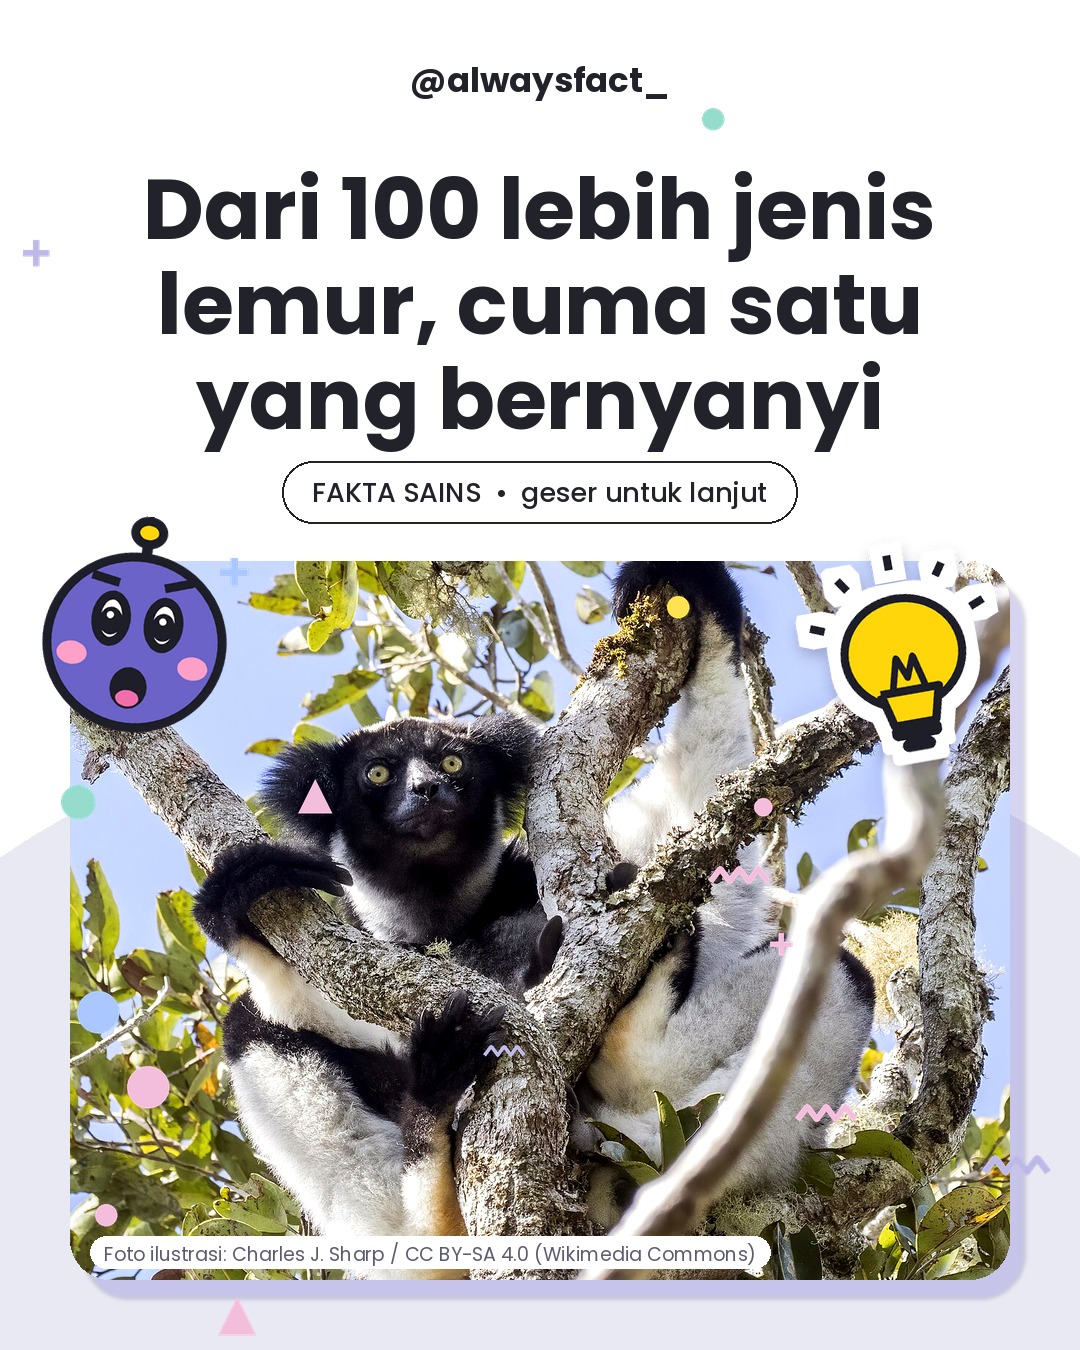 @alwaysfact_
Dari 100 lebih jenis
lemur, cuma satu
yang bernyanyi
FAKTA SAINS • geser untuk lanjut
Foto ilustrasi: Charles J. Sharp / CC BY-SA 4.0 (Wikimedia Commons)